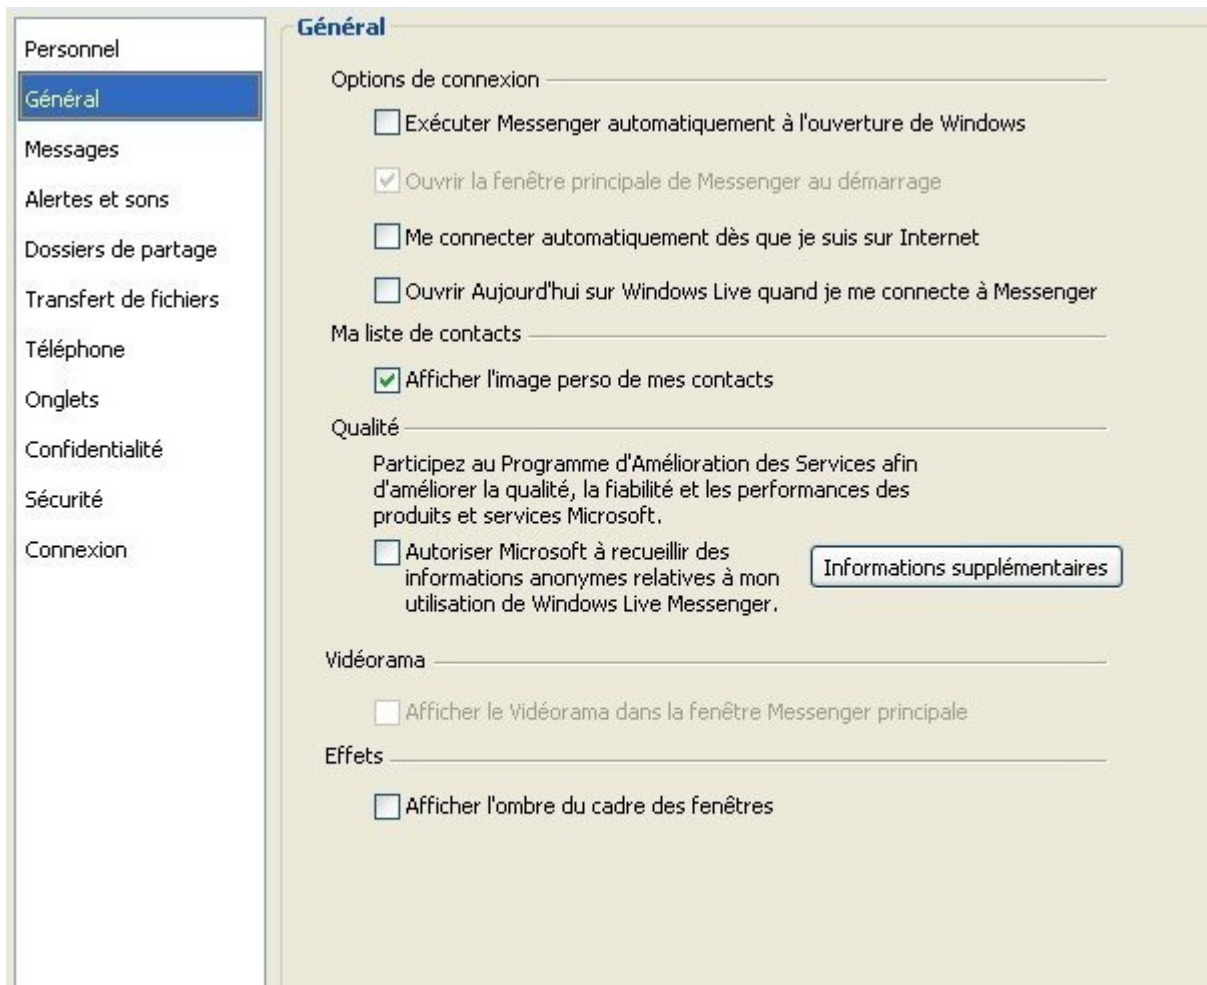 Personnel
Général
Messages
Alertes et sons
Dossiers de partage
Transfert de fichiers
Téléphone
Onglets
Confidentialité
Sécurité
Connexion
Général
Options de connexion
Exécuter Messenger automatiquement à l'ouverture de Windows
Ouvrir la fenêtre principale de Messenger au démarrage
Me connecter automatiquement dès que je suis sur Internet
Ouvrir Aujourd'hui sur Windows Live quand je me connecte à Messenger
Ma liste de contacts
Afficher l'image perso de mes contacts
Qualité
Participez au Programme d'Amélioration des Services afin
d'améliorer la qualité, la fiabilité et les performances des
produits et services Microsoft.
Autoriser Microsoft à recueillir des
informations anonymes relatives à mon
utilisation de Windows Live Messenger.
Informations supplémentaires
Vidéorama
Afficher le Vidéorama dans la fenêtre Messenger principale
Effets
Afficher l'ombre du cadre des fenêtres